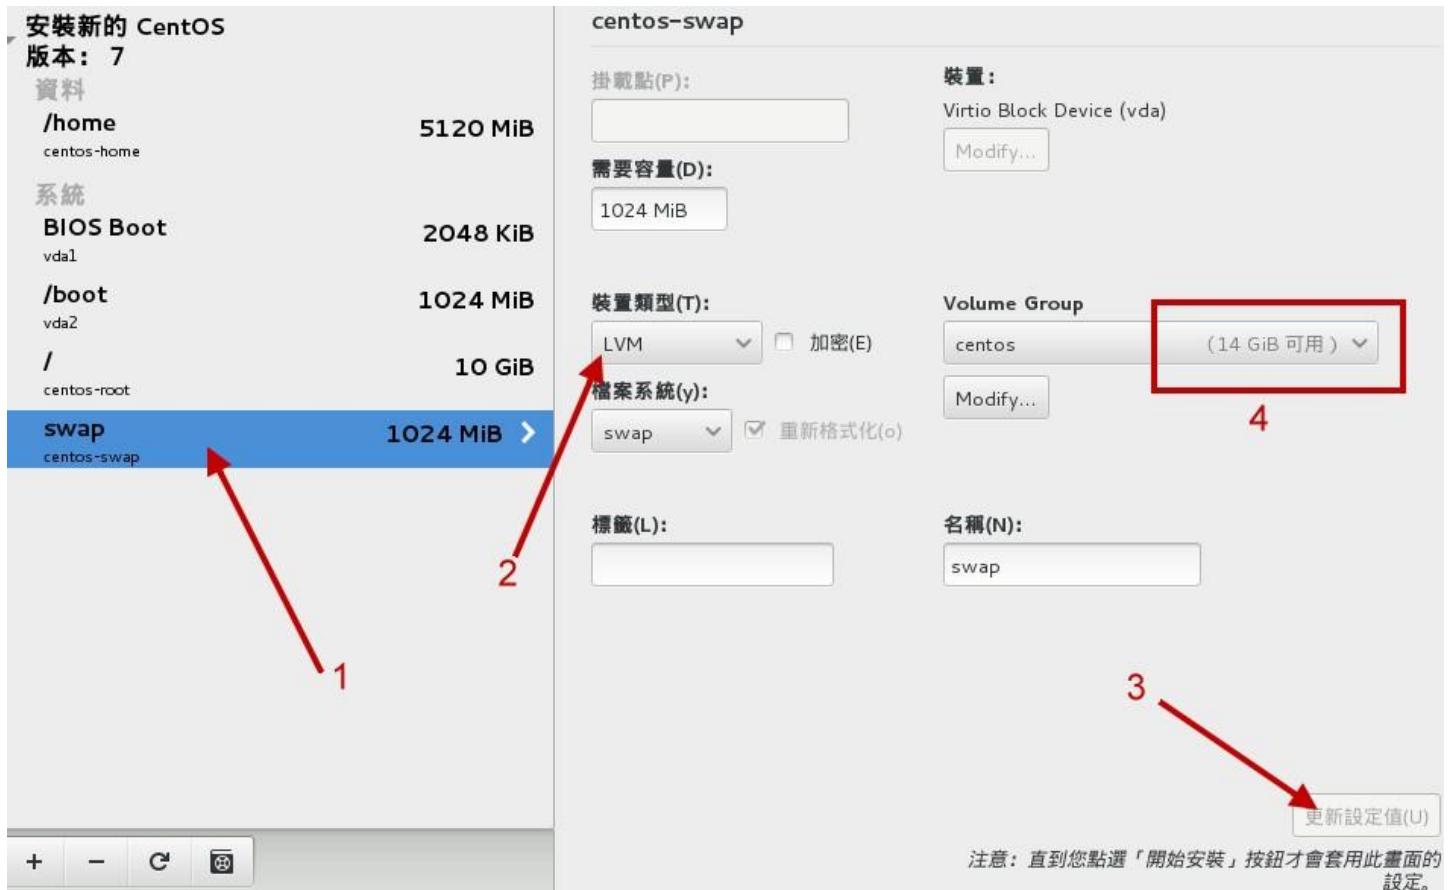 安裝新的 CentOS
版本： 7
資料
/home
5120 MiB
centos-home
系統
BIOS Boot
2048 KiB
vda1
/boot
1024 MiB
vda2
/
10 GiB
centos-root
swap
1024 MiB
centos-swap
1
2
centos-swap
掛載點(P)：
裝置：
Virtio Block Device (vda)
Modify...
需要容量(D)：
1024 MiB
裝置類型(T)：
Volume Group
LVM
加密(E)
centos
（14 GiB 可用）
檔案系統(y)：
Modify...
4
swap
重新格式化(o)
標籤(L)：
名稱(N)：
swap
3
更新設定值(U)
注意：直到您點選「開始安裝」按鈕才會套用此畫面的
設定。